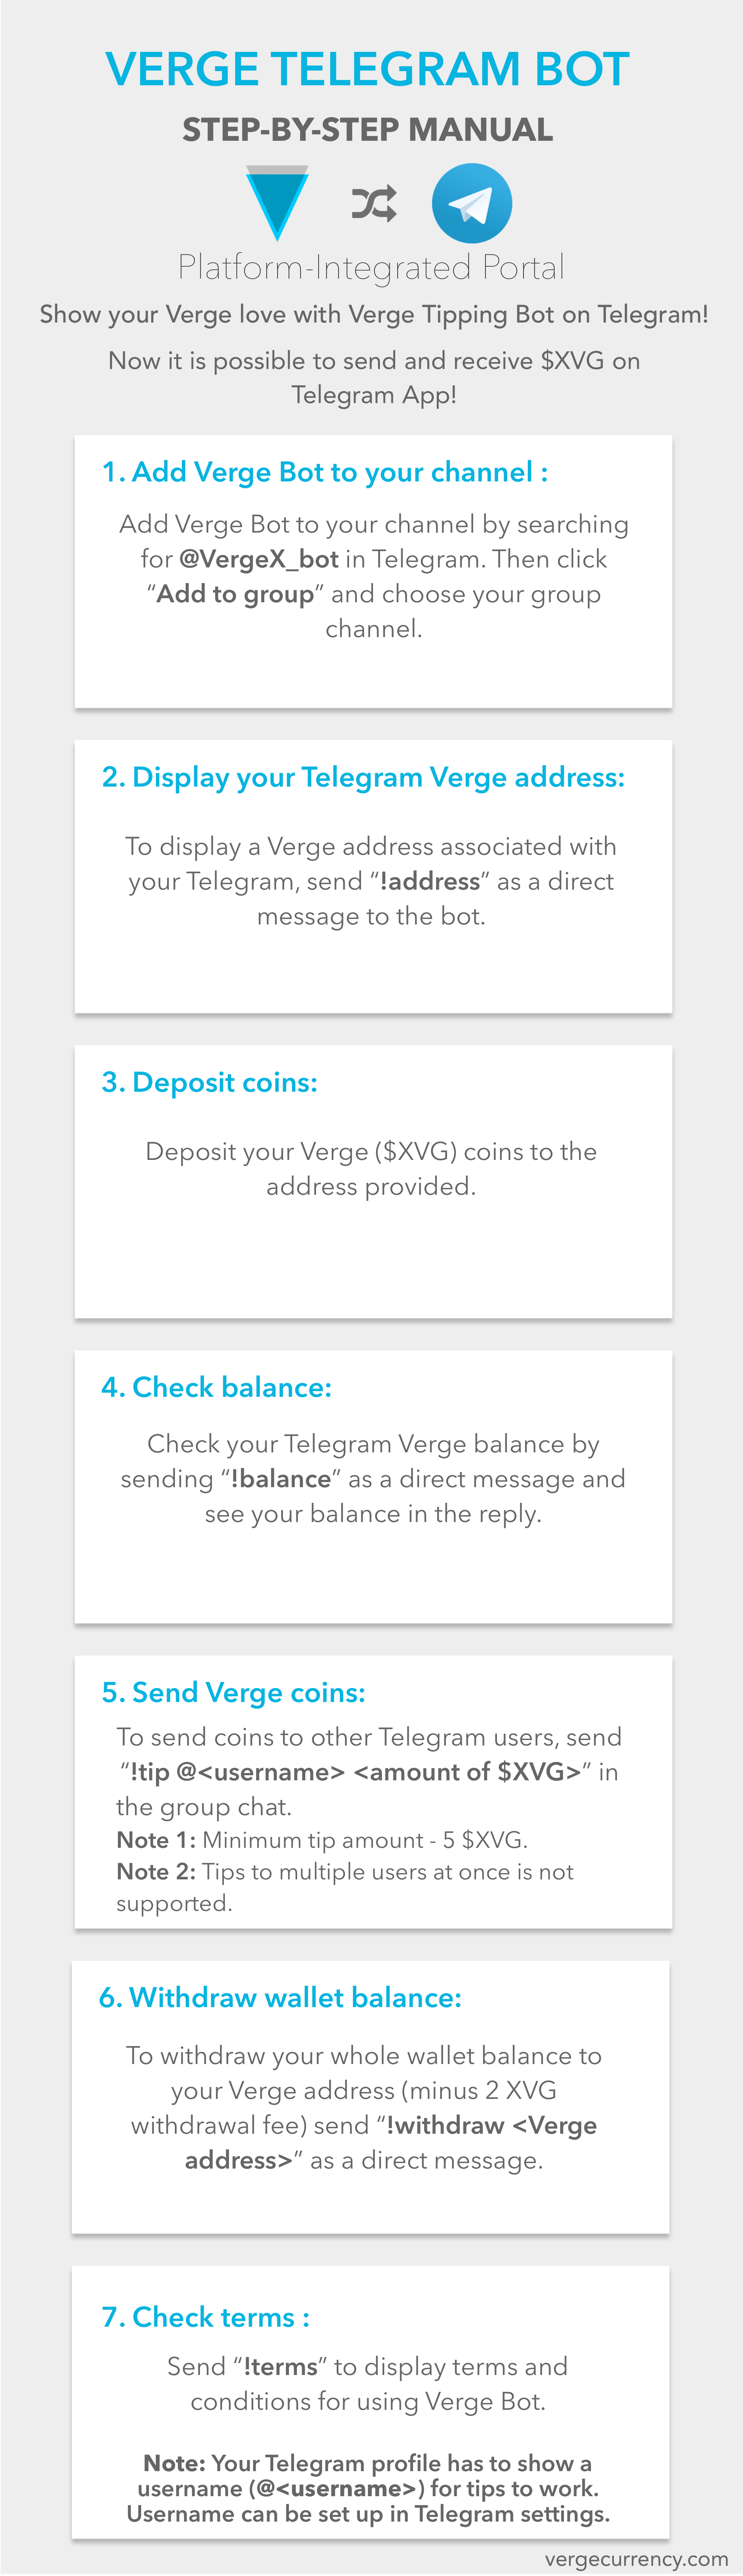 VERGE TELEGRAM BOT
STEP-BY-STEP MANUAL
Platform-Integrated Portal
Show your Verge love with Verge Tipping Bot on Telegram!
Now it is possible to send and receive $XVG on
Telegram App!
1. Add Verge Bot to your channel :
Add Verge Bot to your channel by searching
for @VergeX_bot in Telegram. Then click
“Add to group” and choose your group
channel.
2. Display your Telegram Verge address:
To display a Verge address associated with
your Telegram, send “!address” as a direct
message to the bot.
3. Deposit coins:
Deposit your Verge ($XVG) coins to the
address provided.
4. Check balance:
Check your Telegram Verge balance by
sending “!balance” as a direct message and
see your balance in the reply.
5. Send Verge coins:
To send coins to other Telegram users, send
“!tip @<username> <amount of $XVG>” in
the group chat.
Note 1: Minimum tip amount - 5 $XVG.
Note 2: Tips to multiple users at once is not
supported.
6. Withdraw wallet balance:
To withdraw your whole wallet balance to
your Verge address (minus 2 XVG
withdrawal fee) send “!withdraw <Verge
address>” as a direct message.
7. Check terms :
Send “!terms” to display terms and
conditions for using Verge Bot.
Note: Your Telegram profile has to show a
username (@<username>) for tips to work.
Username can be set up in Telegram settings.
vergecurrency.com